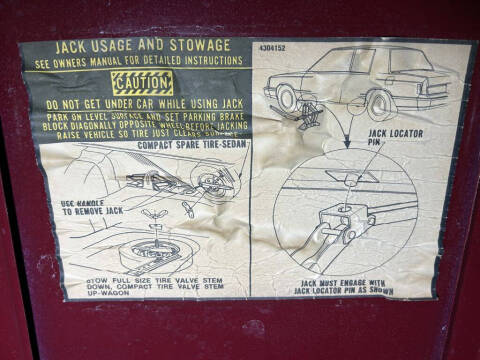 JACK USAGE AND STOWAGE
SEE OWNERS MANUAL FOR DETAILED INSTRUCTIONS
CAUTION
DO NOT GET UNDER CAR WHILE USING JACK
PARK ON LEVEL SURFACE AND SET PARKING BRAKE
BLOCK DIAGONALLY OPPOSITE WHEEL BEFORE JACKING
RAISE VEHICLE SO TIRE JUST CLEARS SURFACE
COMPACT SPARE TIRE-SEDAN
USE HANDLE
TO REMOVE JACK
STOW FULL SIZE TIRE VALVE STEM
DOWN, COMPACT TIRE VALVE STEM
UP-WAGON
4304152
JACK LOCATOR
PIN
JACK MUST ENGAGE WITH
JACK LOCATOR PIN AS SHOWN